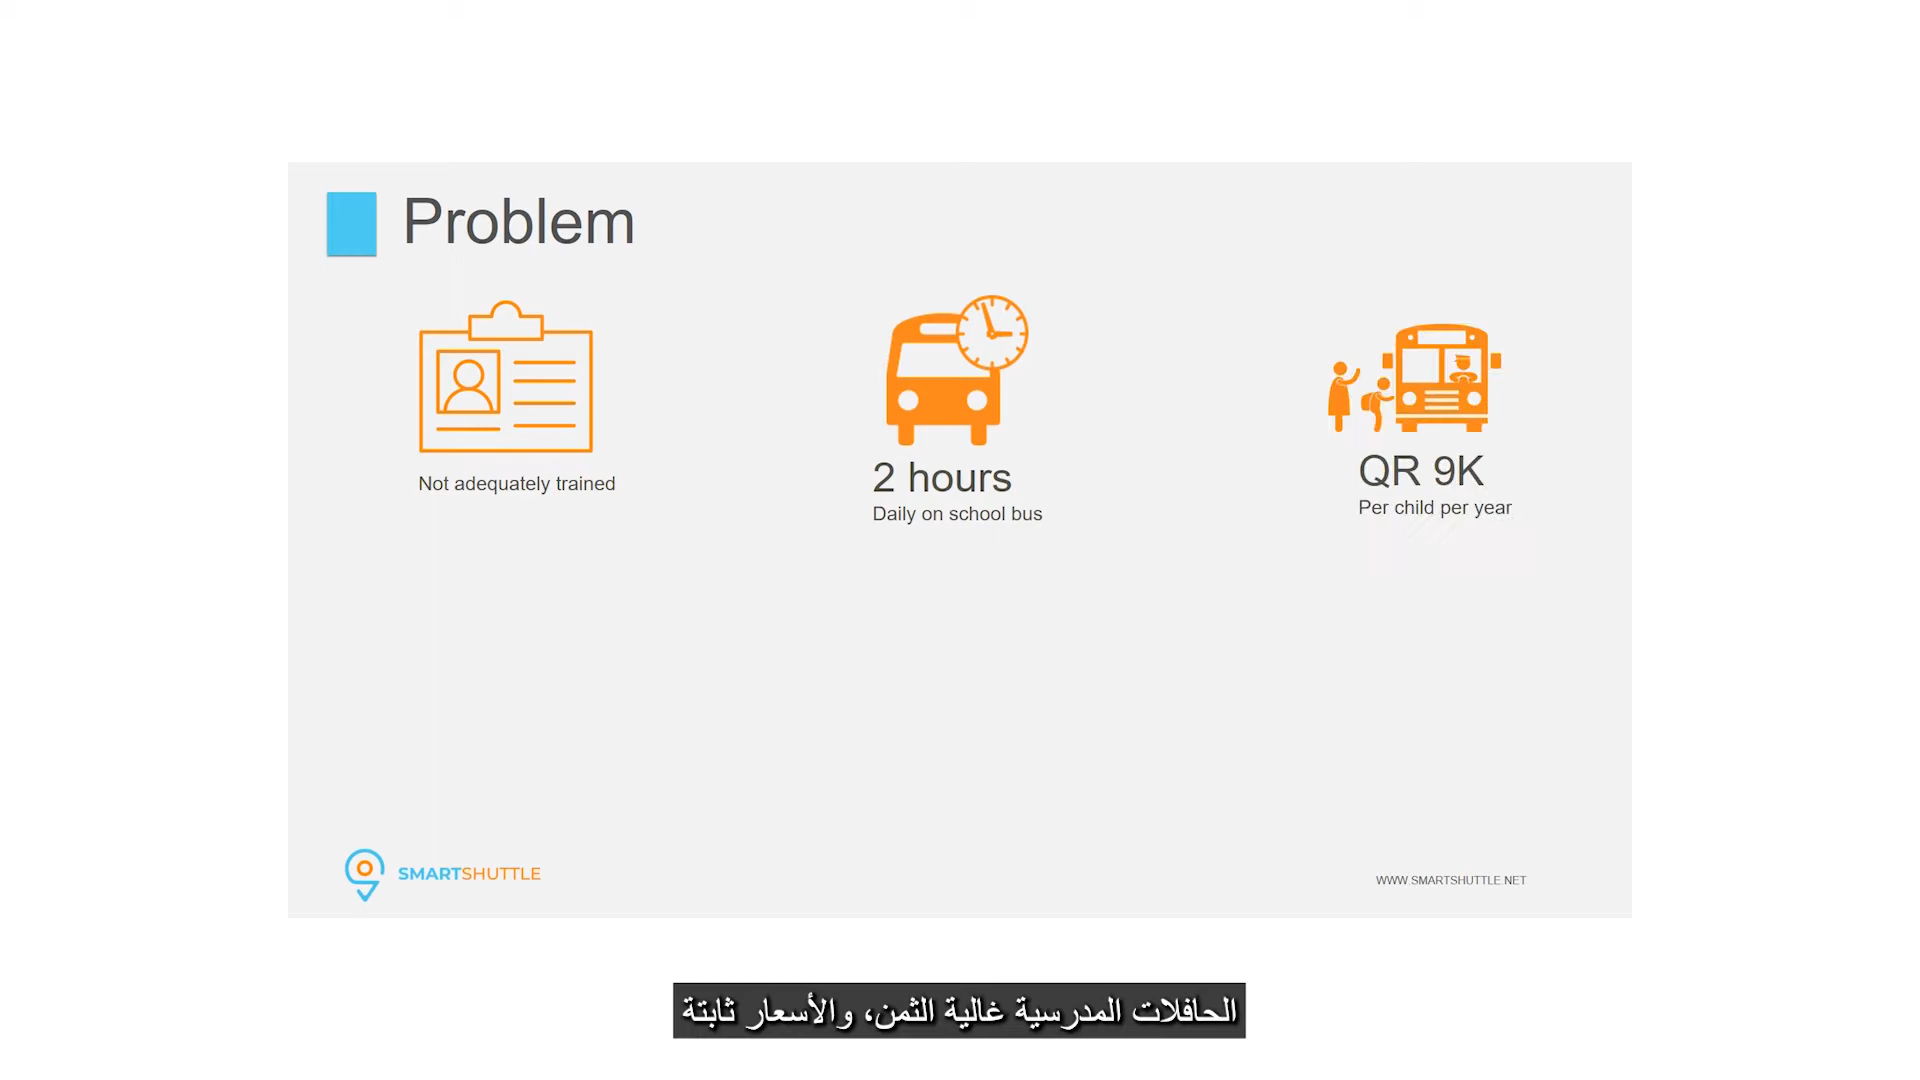 Problem
Not adequately trained
2 hours
Daily on school bus
QR 9K
Per child per year
SMARTSHUTTLE
WWW.SMARTSHUTTLE.NET
الحافلات المدرسية غالية الثمن، والأسعار ثابتة